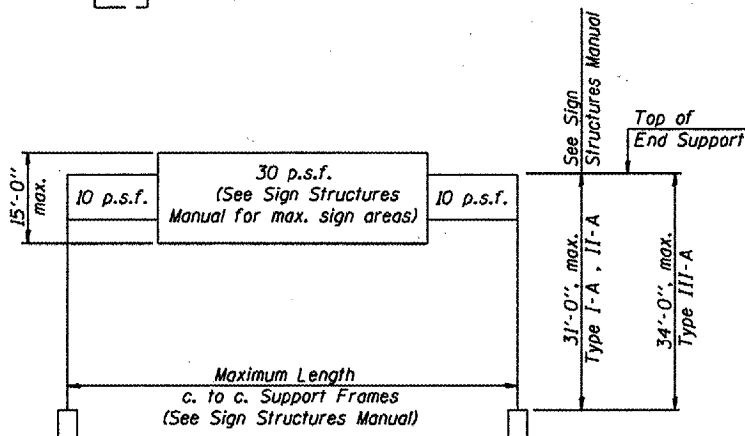 See Sign
Structures Manual
Top of
End Support
15'-0"
max.
10 p.s.f.
30 p.s.f.
(See Sign Structures
Manual for max. sign areas)
10 p.s.f.
31'-0", max.
Type I-A , II-A
34'-0", max.
Type III-A
Maximum Length
c. to c. Support Frames
(See Sign Structures Manual)